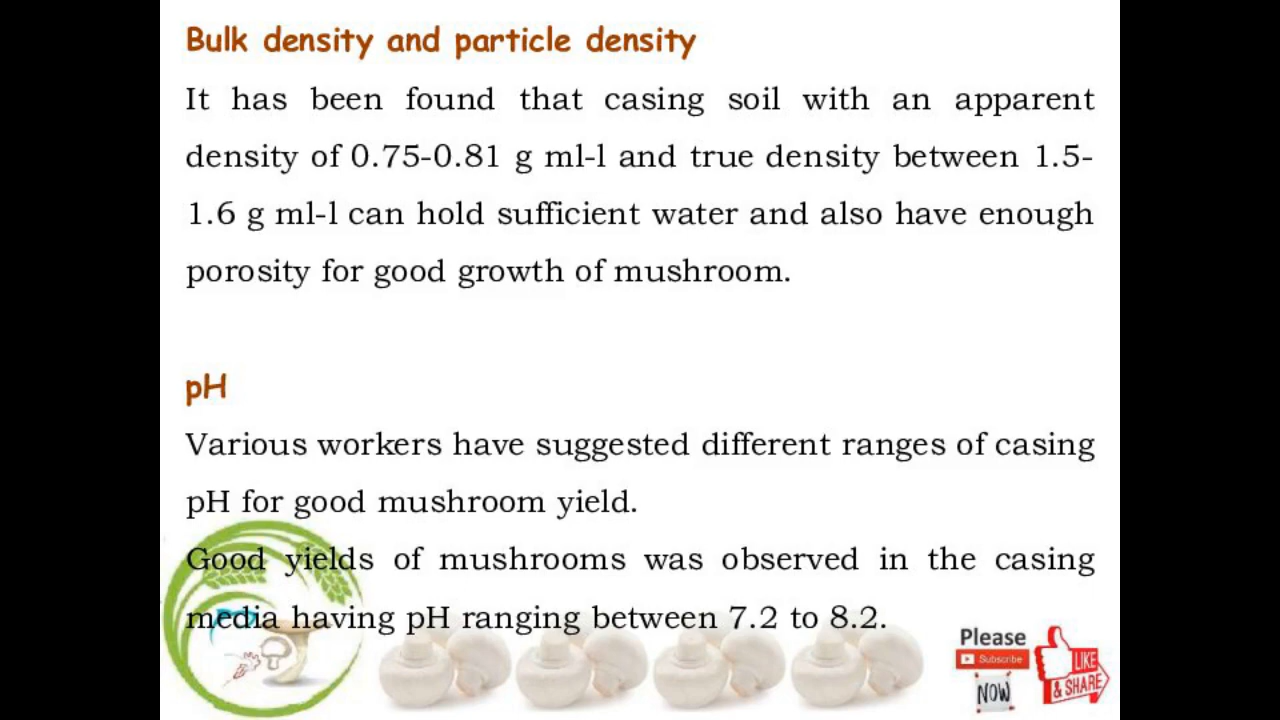 Bulk density and particle density
It has been found that casing soil with an apparent
density of 0.75-0.81 g ml-l and true density between 1.5-
1.6 g ml-l can hold sufficient water and also have enough
porosity for good growth of mushroom.
pH
Various workers have suggested different ranges of casing
pH for good mushroom yield.
Good yields of mushrooms was observed in the casing
media having pH ranging between 7.2 to 8.2.
Please
Subscribe
NOW
LIKE
& SHARE